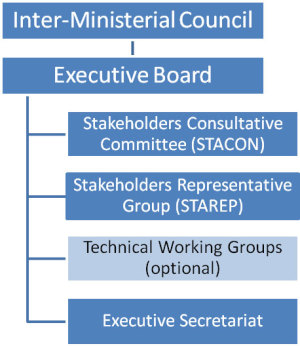 Inter-Ministerial Council
Executive Board
Stakeholders Consultative
Committee (STACON)
Stakeholders Representative
Group (STAREP)
Technical Working Groups
(optional)
Executive Secretariat